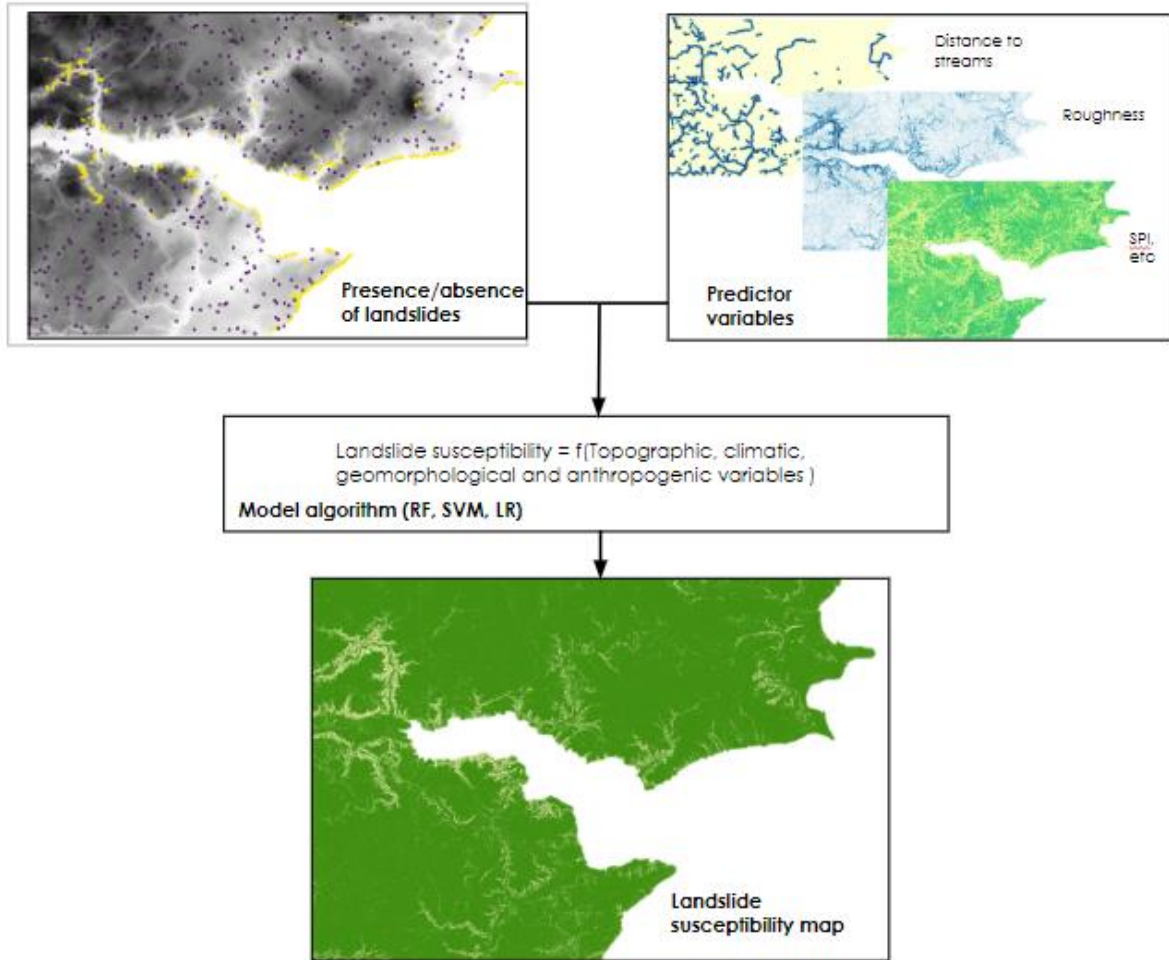 Presence/absence
of landslides
Distance to
streams
Roughness
SPI,
etc
Predictor
variables
Landslide susceptibility = f(Topographic, climatic,
geomorphological and anthropogenic variables )
Model algorithm (RF, SVM, LR)
Landslide
susceptibility map